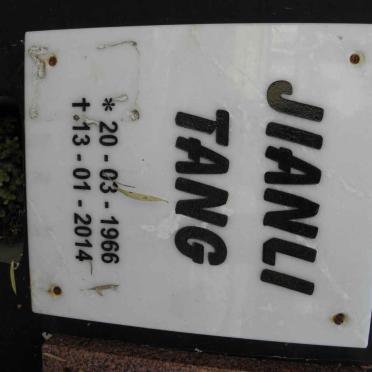 JIANLI
TANG
* 20 - 03 - 1966
✝ 13 - 01 - 2014